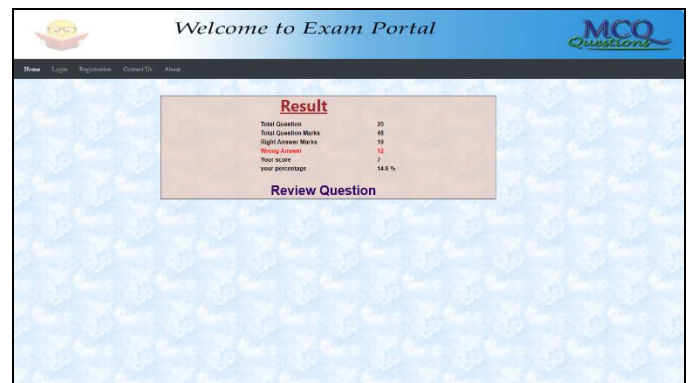 Welcome to Exam Portal
MCQ
Questions
Home Login Registration Contact Us About
Result
Total Question 20
Total Question Marks 48
Right Answer Marks 19
Wrong Answer 12
Your score 7
your percentage 14.6 %
Review Question